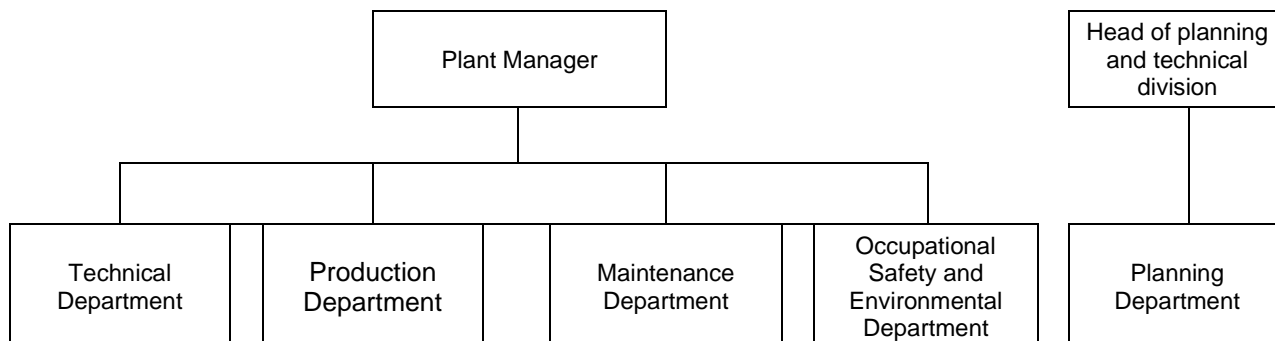 Plant Manager
Head of planning
and technical
division
Technical
Department
Production
Department
Maintenance
Department
Occupational
Safety and
Environmental
Department
Planning
Department